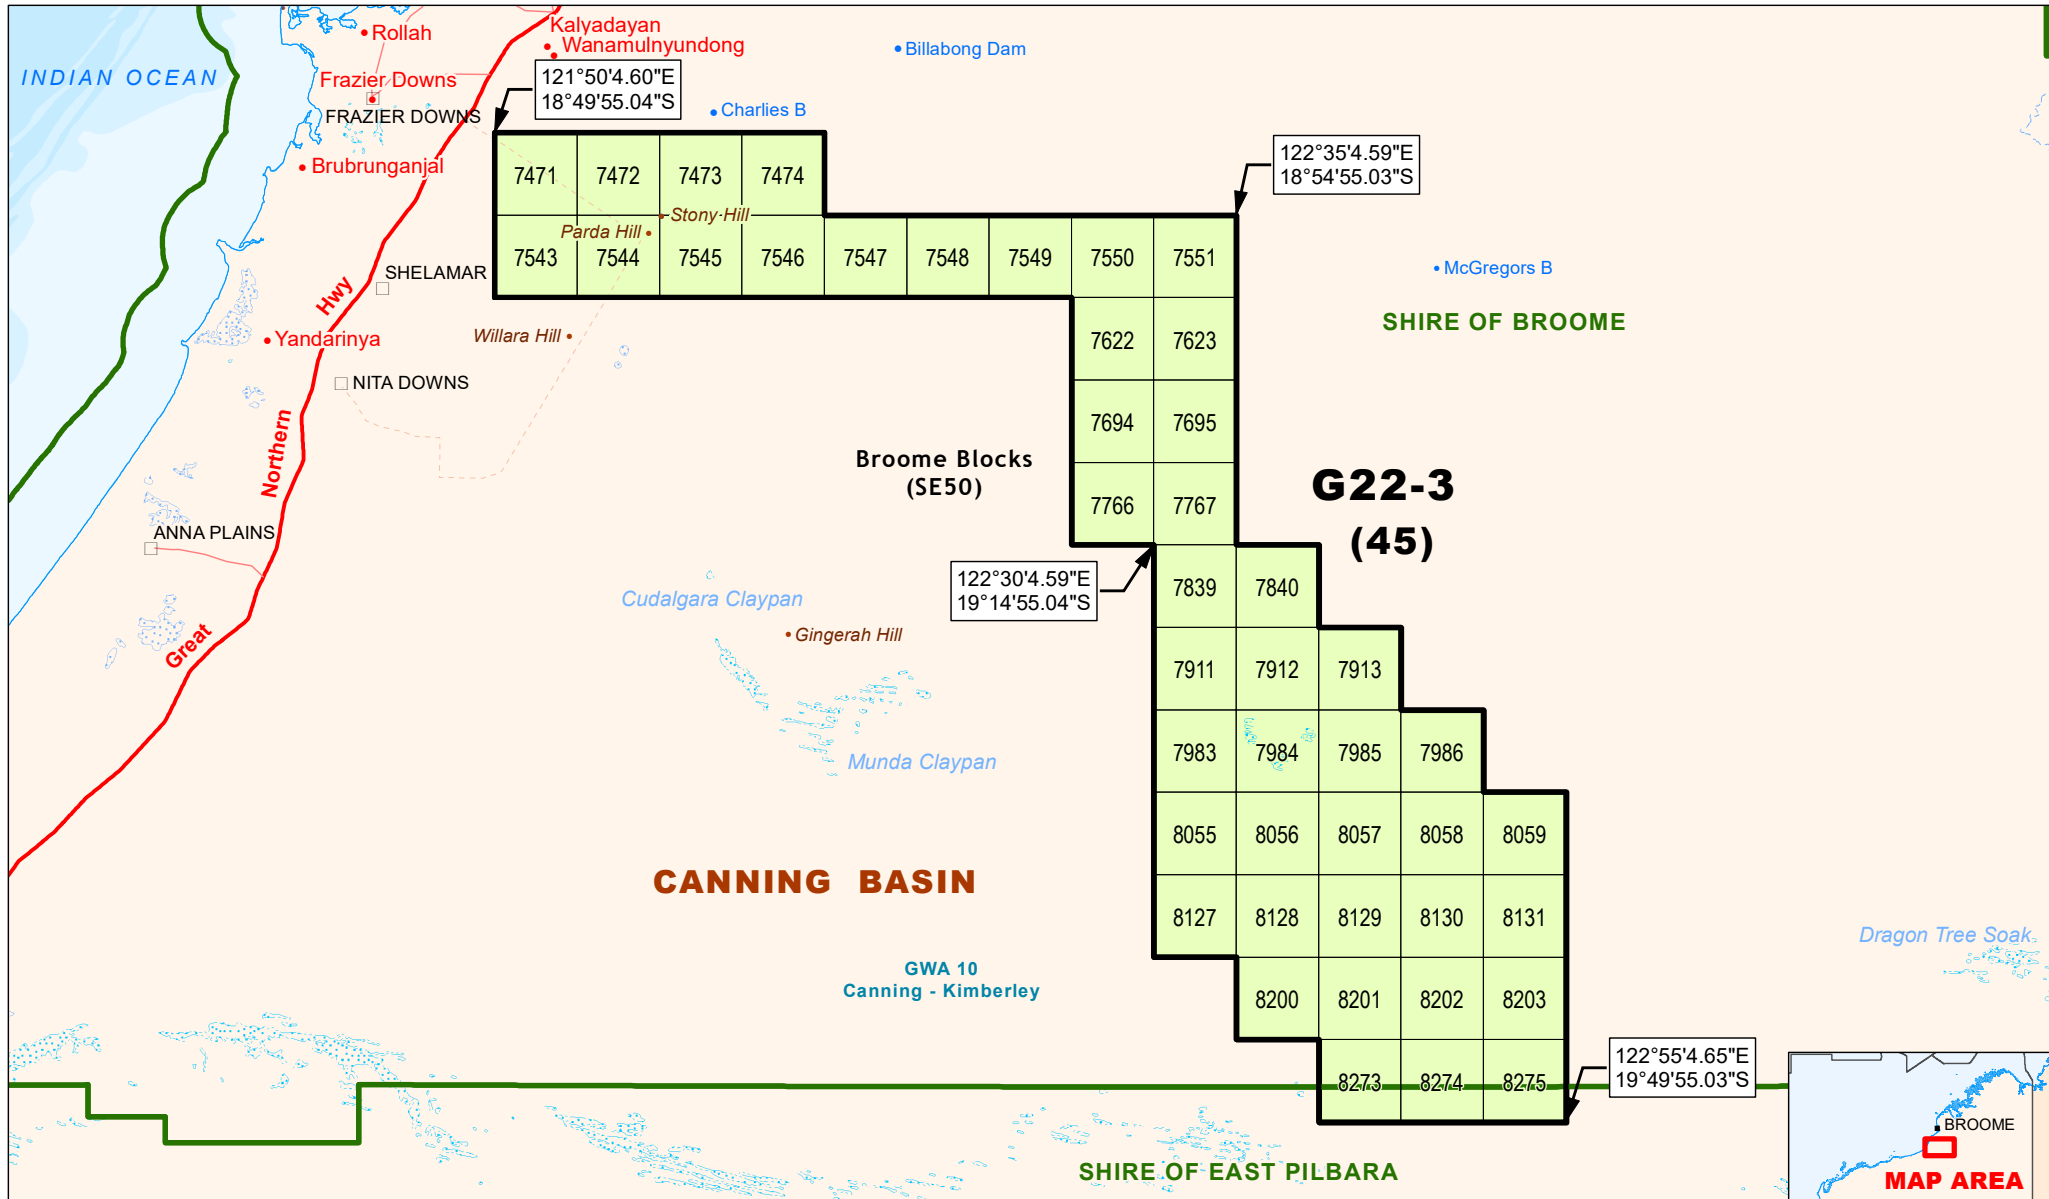 Rollah
Kalyadayan
Wanamulnyundong
Billabong Dam
INDIAN OCEAN
Frazier Downs
FRAZIER DOWNS
121°50'4.60"E
18°49'55.04"S
Charlies B
Brubrunganjal
122°35'4.59"E
18°54'55.03"S
7471
7472
7473
7474
Stony Hill
Parda Hill
7543
7544
7545
7546
7547
7548
7549
7550
7551
SHELAMAR
McGregors B
Hwy
SHIRE OF BROOME
Yandarinya
Willara Hill
7622
7623
NITA DOWNS
7694
7695
Northern
Broome Blocks
(SE50)
G22-3
(45)
7766
7767
ANNA PLAINS
122°30'4.59"E
19°14'55.04"S
7839
7840
Cudalgara Claypan
Gingerah Hill
Great
7911
7912
7913
Munda Claypan
7983
7984
7985
7986
8055
8056
8057
8058
8059
CANNING BASIN
8127
8128
8129
8130
8131
Dragon Tree Soak
GWA 10
Canning - Kimberley
8200
8201
8202
8203
122°55'4.65"E
19°49'55.03"S
8273
8274
8275
BROOME
SHIRE OF EAST PILBARA
MAP AREA